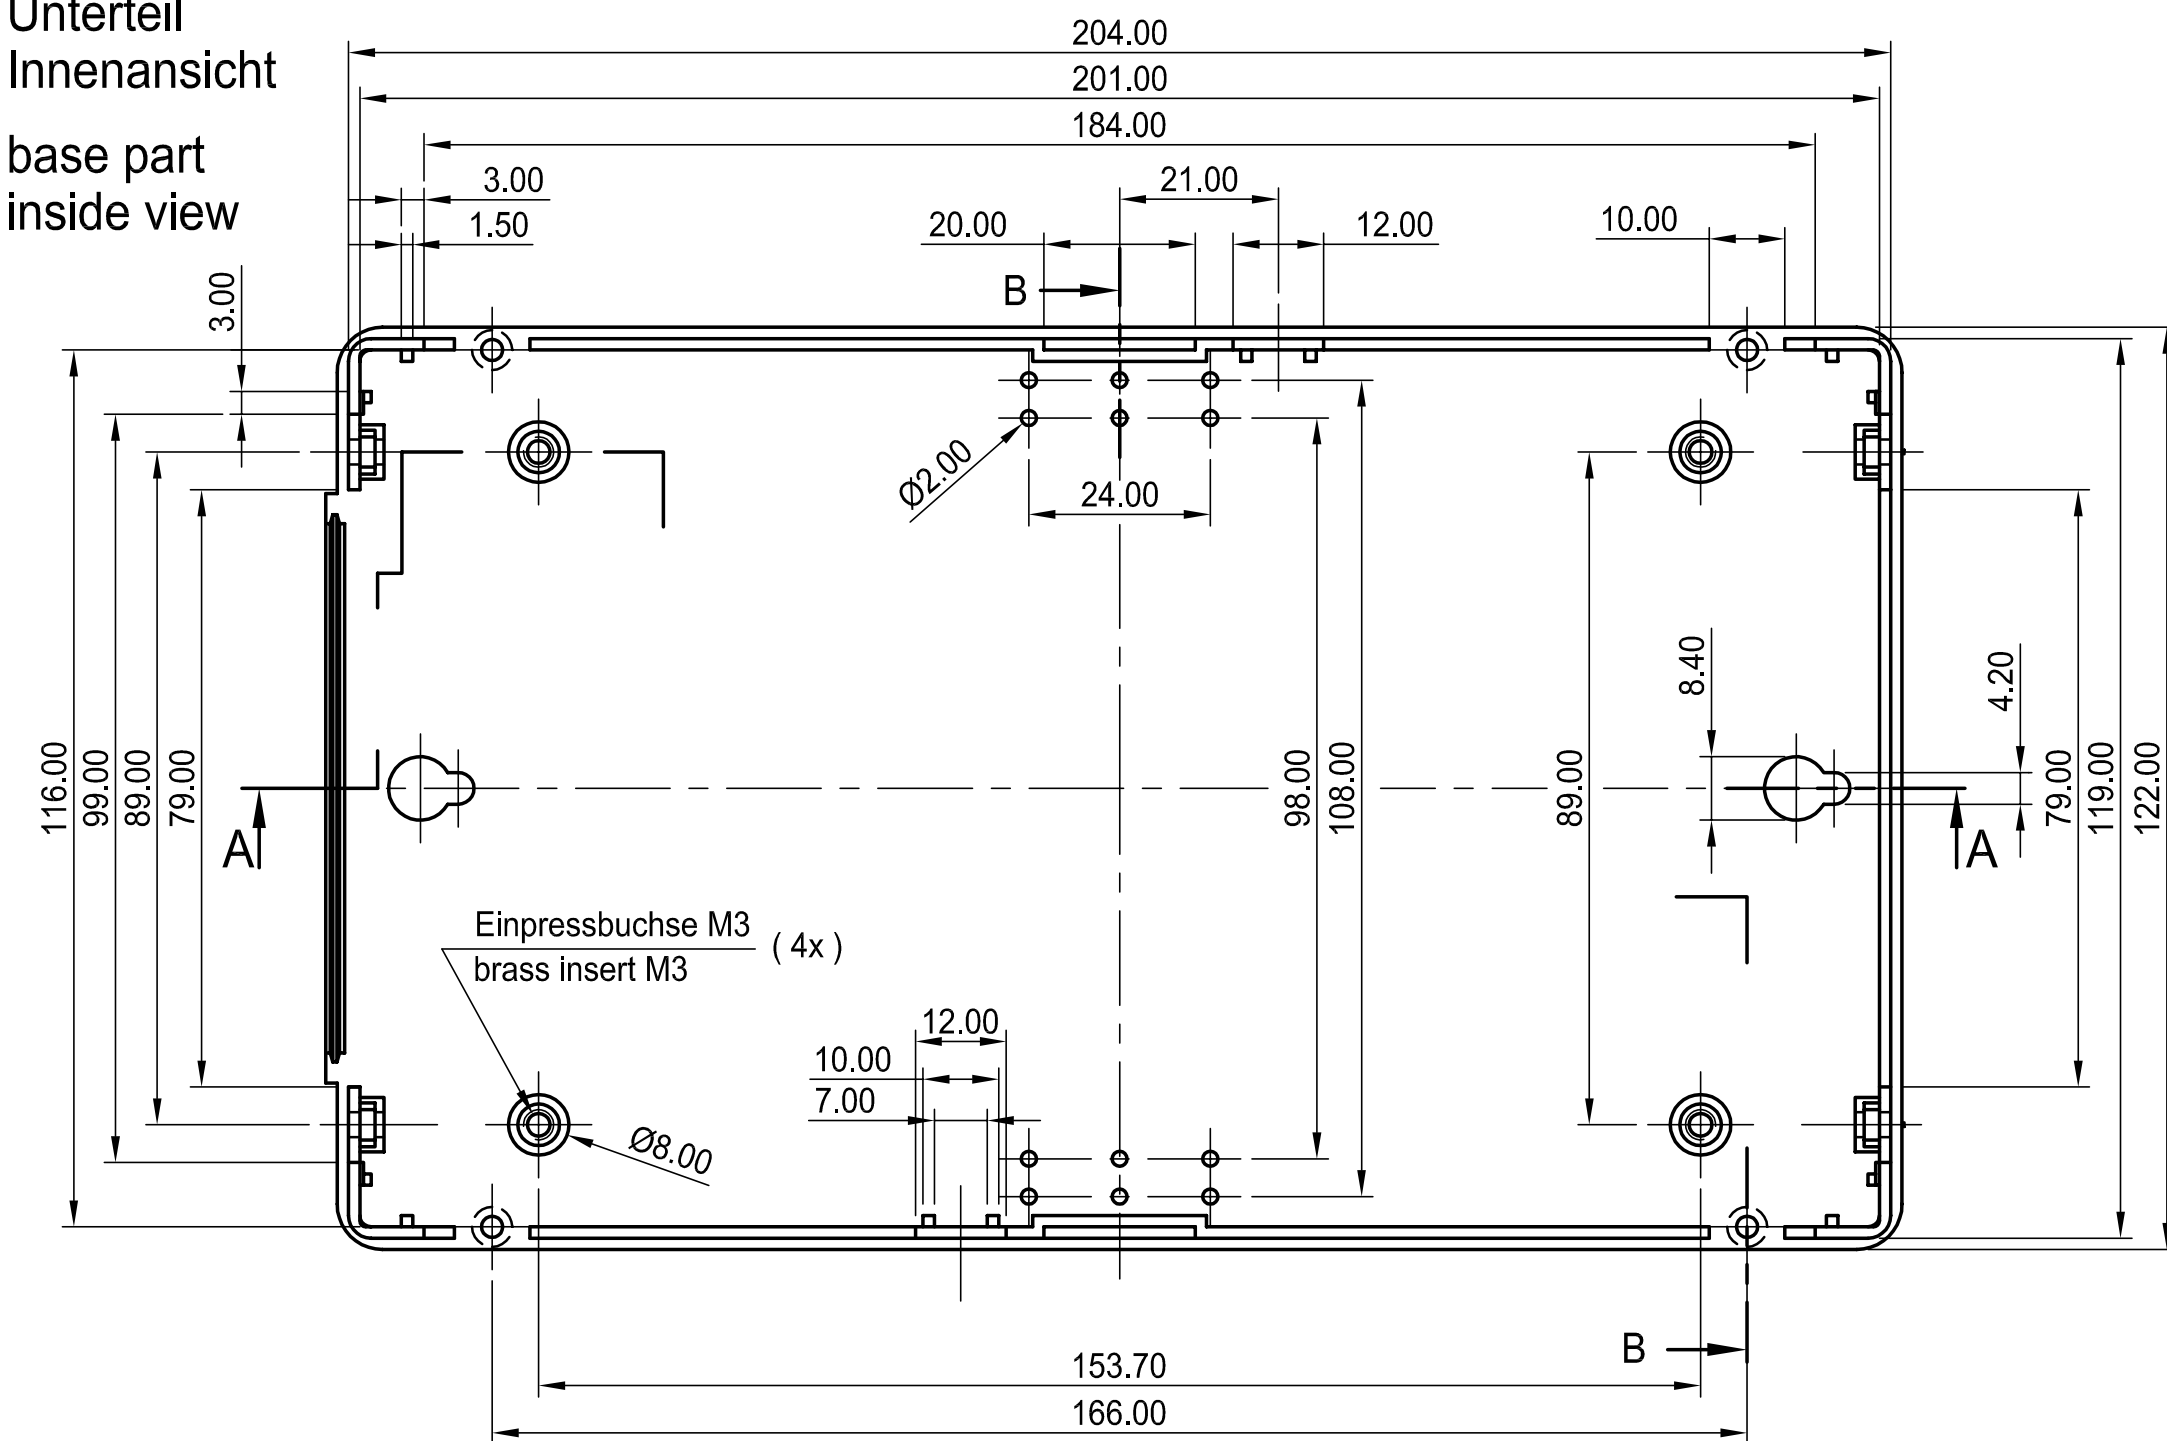 Unterteil
Innenansicht
base part
inside view
204.00
201.00
184.00
3.00
21.00
1.50
20.00
12.00
10.00
3.00
B
Ø2.00
24.00
116.00
99.00
89.00
79.00
98.00
108.00
89.00
8.40
4.20
79.00
119.00
122.00
A
A
Einpressbuchse M3
( 4x )
brass insert M3
12.00
10.00
7.00
Ø8.00
B
153.70
166.00